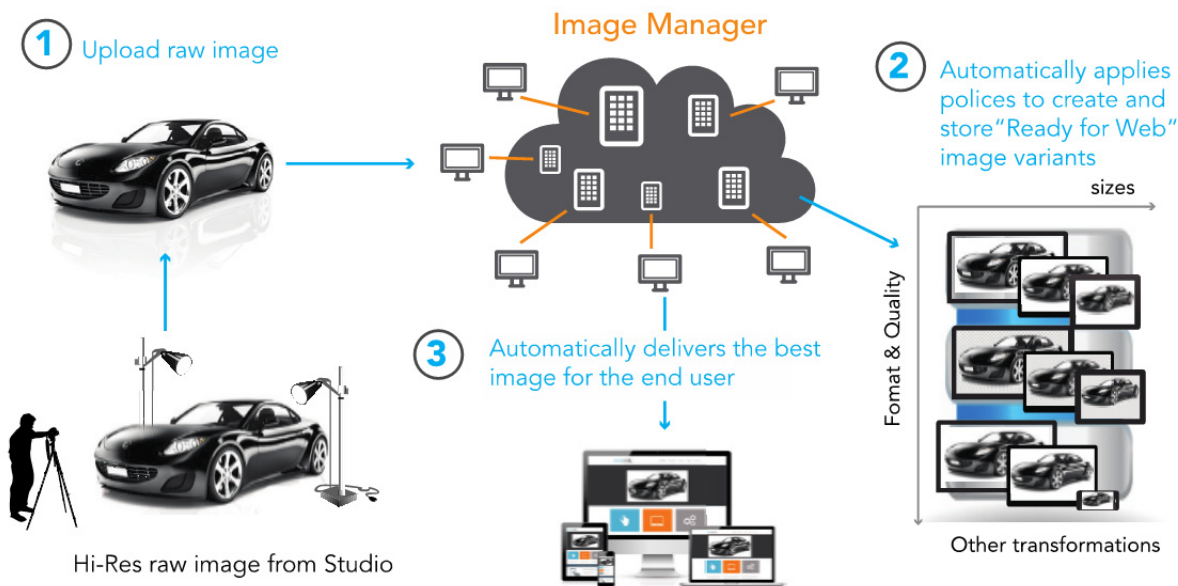 Image Manager
1
Upload raw image
2
Automatically applies
polices to create and
store“Ready for Web”
image variants
sizes
Fomat & Quality
3
Automatically delivers the best
image for the end user
Hi-Res raw image from Studio
Other transformations